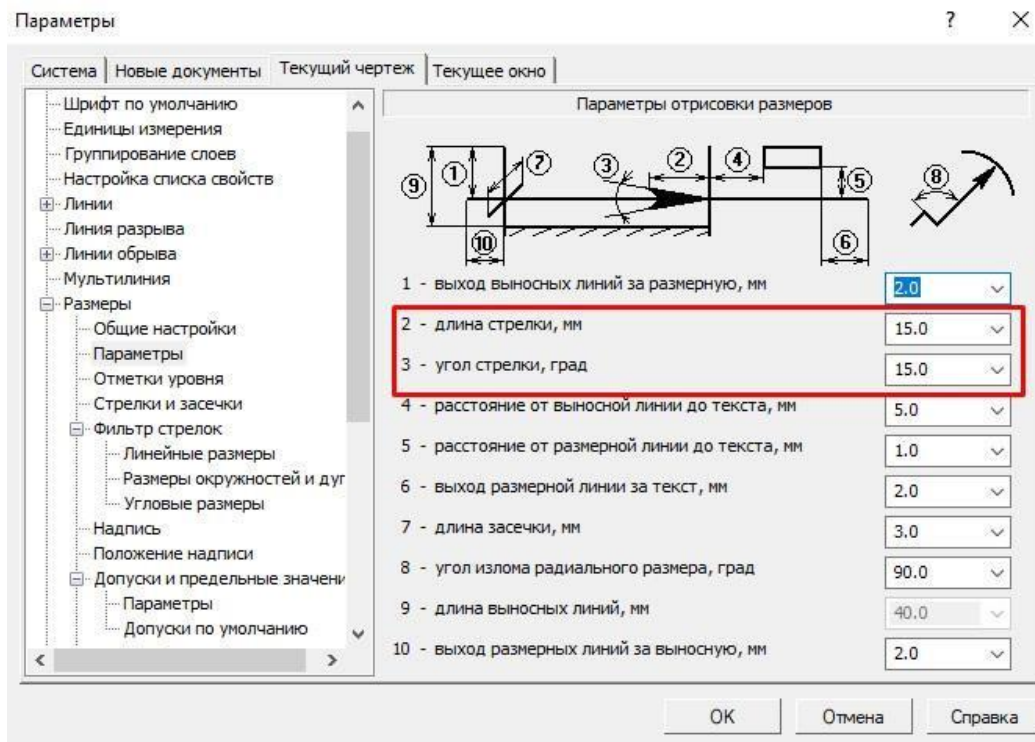 Параметры ? ×
Система Новые документы Текущий чертеж Текущее окно
Шрифт по умолчанию
Единицы измерения
Группирование слоев
Настройка списка свойств
Линии
Линия разрыва
Линии обрыва
Мультилиния
Размеры
Общие настройки
Параметры
Отметки уровня
Стрелки и засечки
Фильтр стрелок
Линейные размеры
Размеры окружностей и дуг
Угловые размеры
Надпись
Положение надписи
Допуски и предельные значени
Параметры
Допуски по умолчанию
Параметры отрисовки размеров
9 1 7 3 2 4 5 8
10 6
1 - выход выносных линий за размерную, мм 2.0
2 - длина стрелки, мм 15.0
3 - угол стрелки, град 15.0
4 - расстояние от выносной линии до текста, мм 5.0
5 - расстояние от размерной линии до текста, мм 1.0
6 - выход размерной линии за текст, мм 2.0
7 - длина засечки, мм 3.0
8 - угол излома радиального размера, град 90.0
9 - длина выносных линий, мм 40.0
10 - выход размерных линий за выносную, мм 2.0
OK Отмена Справка